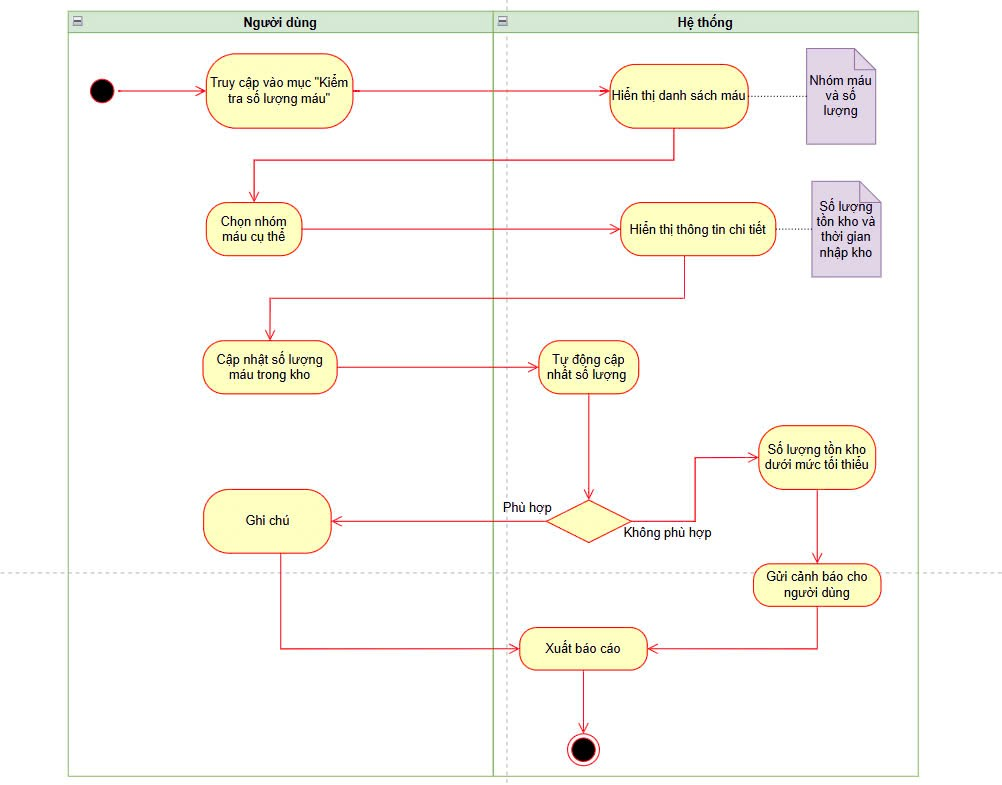 Người dùng
Hệ thống
Truy cập vào mục "Kiểm
tra số lượng máu"
Hiển thị danh sách máu
Nhóm máu
và số
lượng
Chọn nhóm
máu cụ thể
Hiển thị thông tin chi tiết
Số lượng
tồn kho và
thời gian
nhập kho
Cập nhật số lượng
máu trong kho
Tự động cập
nhất số lượng
Số lượng tồn kho
dưới mức tối thiểu
Phù hợp
Không phù hợp
Ghi chú
Gửi cảnh báo cho
người dùng
Xuất báo cáo